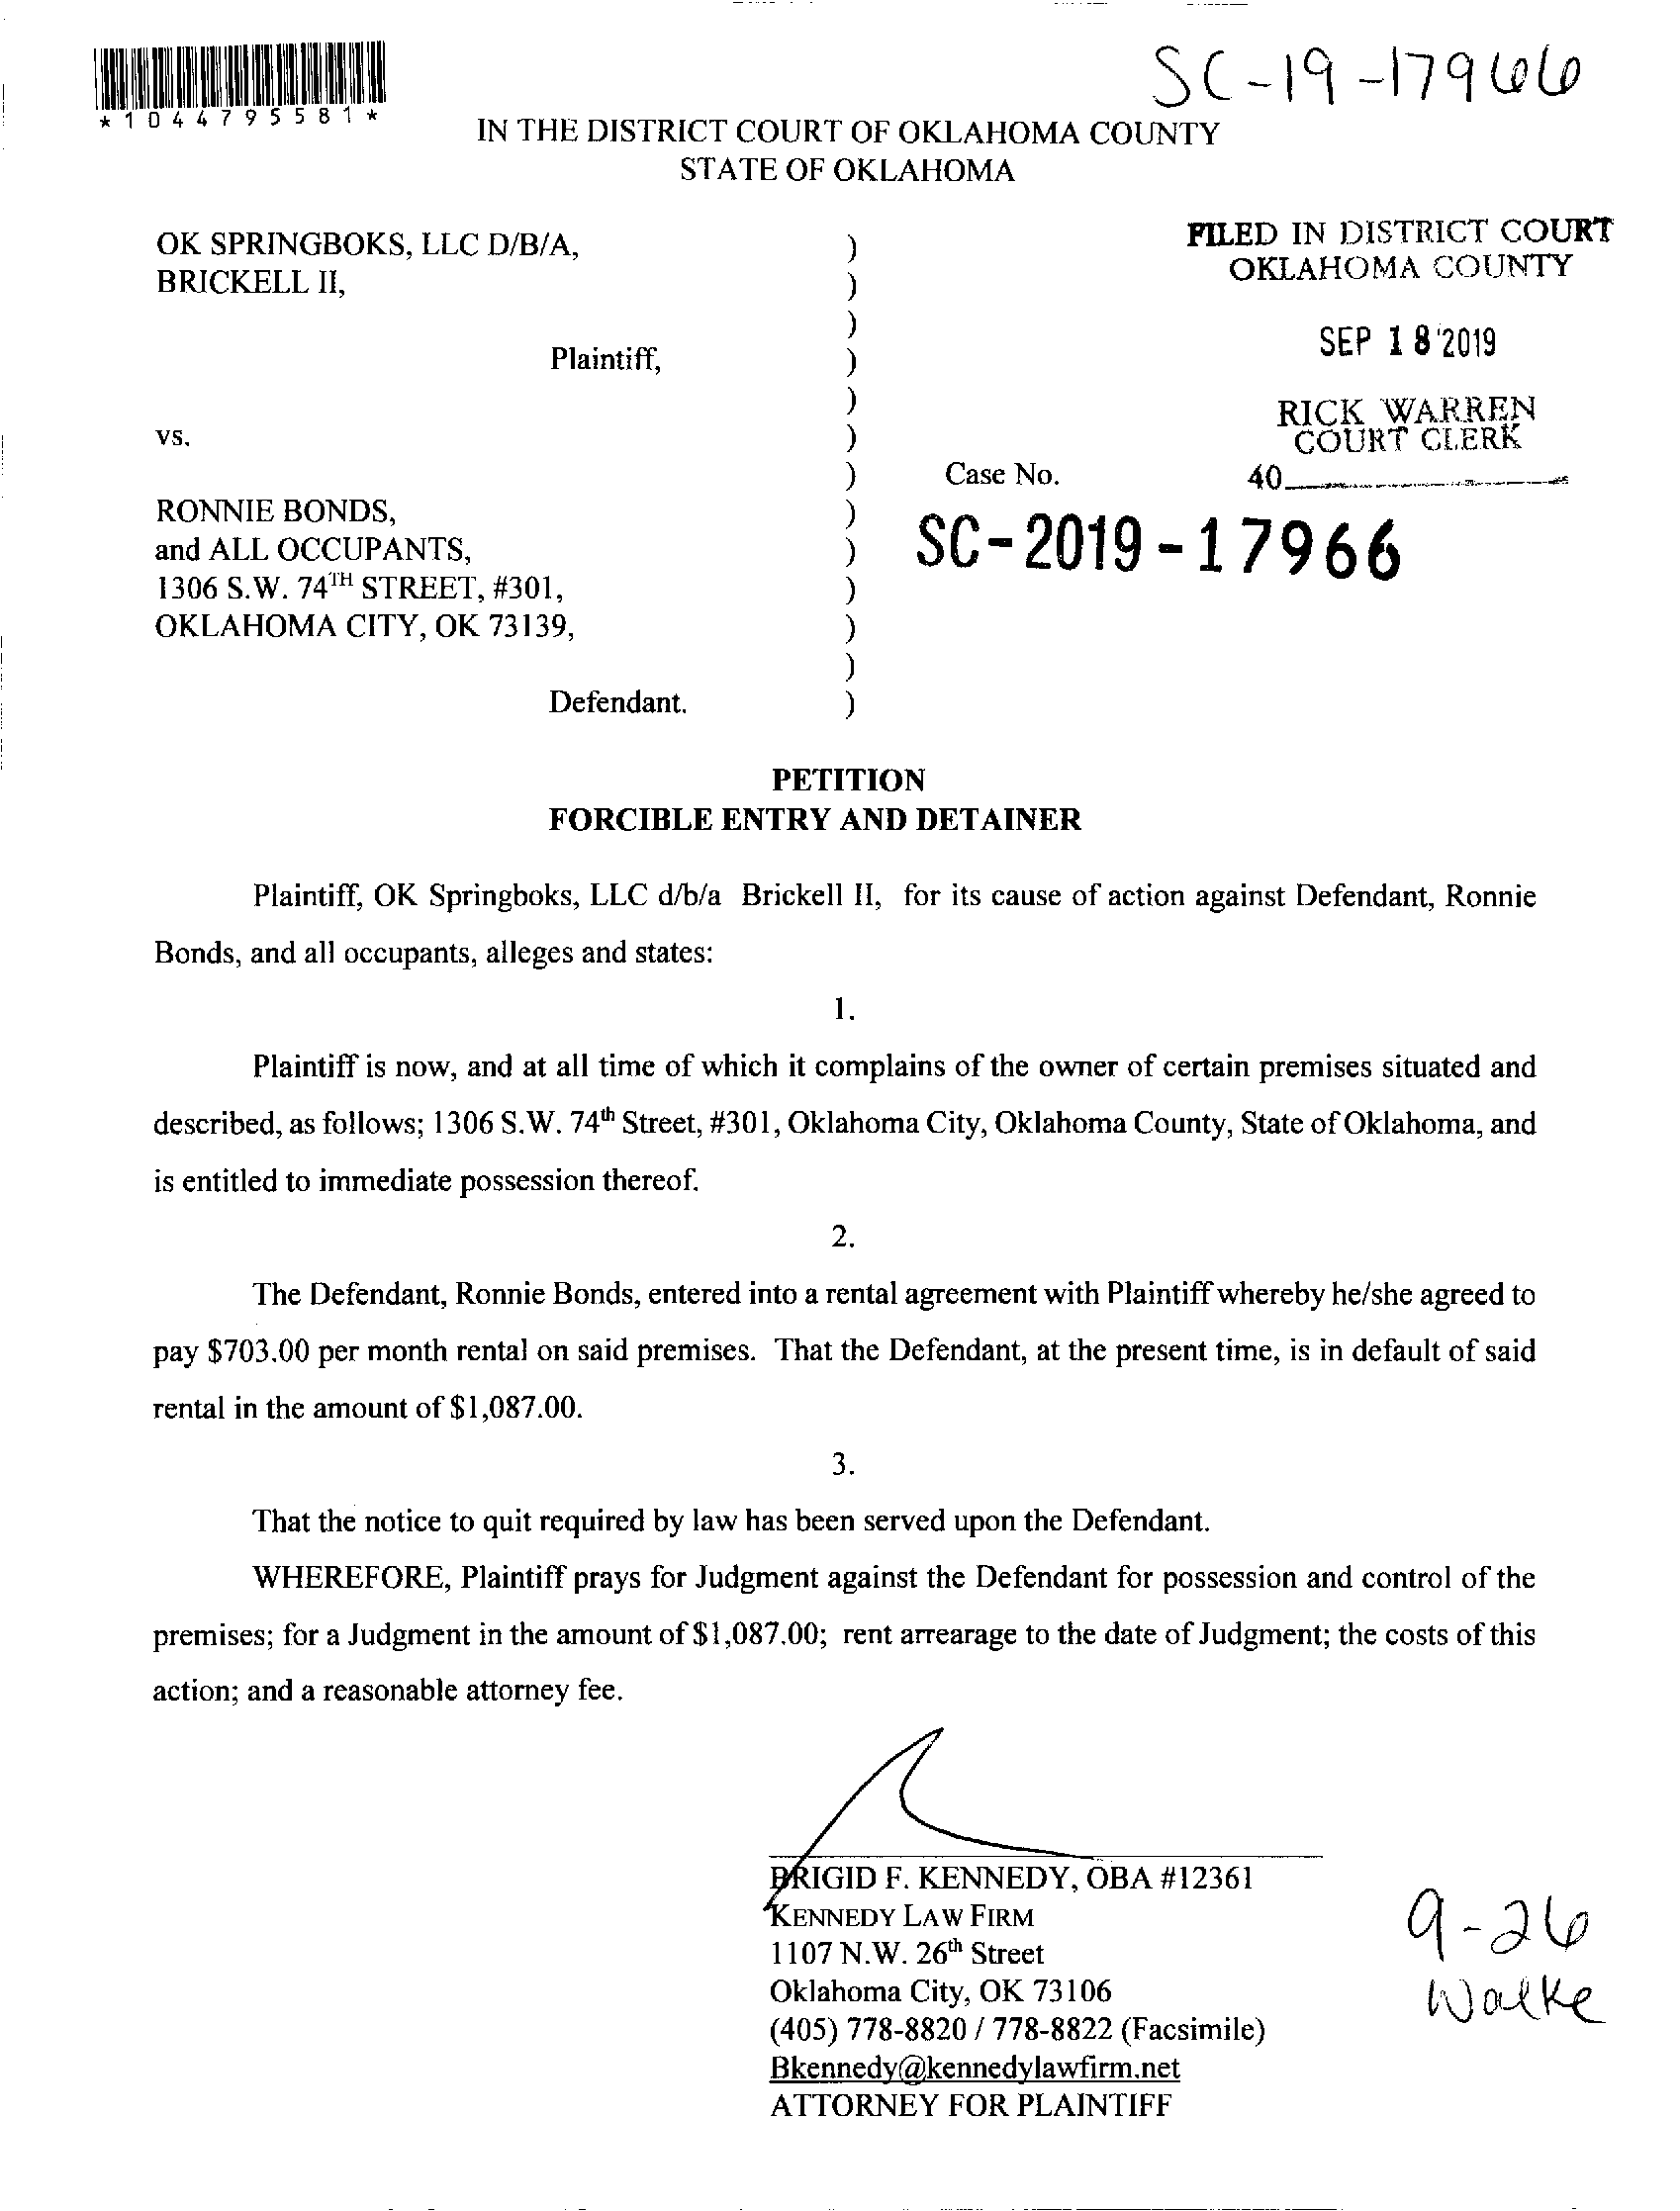 SC-19-17966
*1044795581*
IN THE DISTRICT COURT OF OKLAHOMA COUNTY
STATE OF OKLAHOMA
OK SPRINGBOKS, LLC D/B/A,
BRICKELL II,
Plaintiff,
vs.
RONNIE BONDS,
and ALL OCCUPANTS,
1306 S.W. 74TH STREET, #301,
OKLAHOMA CITY, OK 73139,
Defendant.
)
)
)
)
)
)
)
)
)
)
)
)
)
FILED IN DISTRICT COURT
OKLAHOMA COUNTY
SEP 18 2019
RICK WARREN
COURT CLERK
40
Case No.
SC-2019-17966
PETITION
FORCIBLE ENTRY AND DETAINER
Plaintiff, OK Springboks, LLC d/b/a Brickell II, for its cause of action against Defendant, Ronnie
Bonds, and all occupants, alleges and states:
1.
Plaintiff is now, and at all time of which it complains of the owner of certain premises situated and
described, as follows; 1306 S.W. 74th Street, #301, Oklahoma City, Oklahoma County, State of Oklahoma, and
is entitled to immediate possession thereof.
2.
The Defendant, Ronnie Bonds, entered into a rental agreement with Plaintiff whereby he/she agreed to
pay $703.00 per month rental on said premises. That the Defendant, at the present time, is in default of said
rental in the amount of $1,087.00.
3.
That the notice to quit required by law has been served upon the Defendant.
WHEREFORE, Plaintiff prays for Judgment against the Defendant for possession and control of the
premises; for a Judgment in the amount of $1,087.00; rent arrearage to the date of Judgment; the costs of this
action; and a reasonable attorney fee.
BRIGID F. KENNEDY, OBA #12361
KENNEDY LAW FIRM
1107 N.W. 26th Street
Oklahoma City, OK 73106
(405) 778-8820 / 778-8822 (Facsimile)
Bkennedy@kennedylawfirm.net
ATTORNEY FOR PLAINTIFF
9-26
Walke